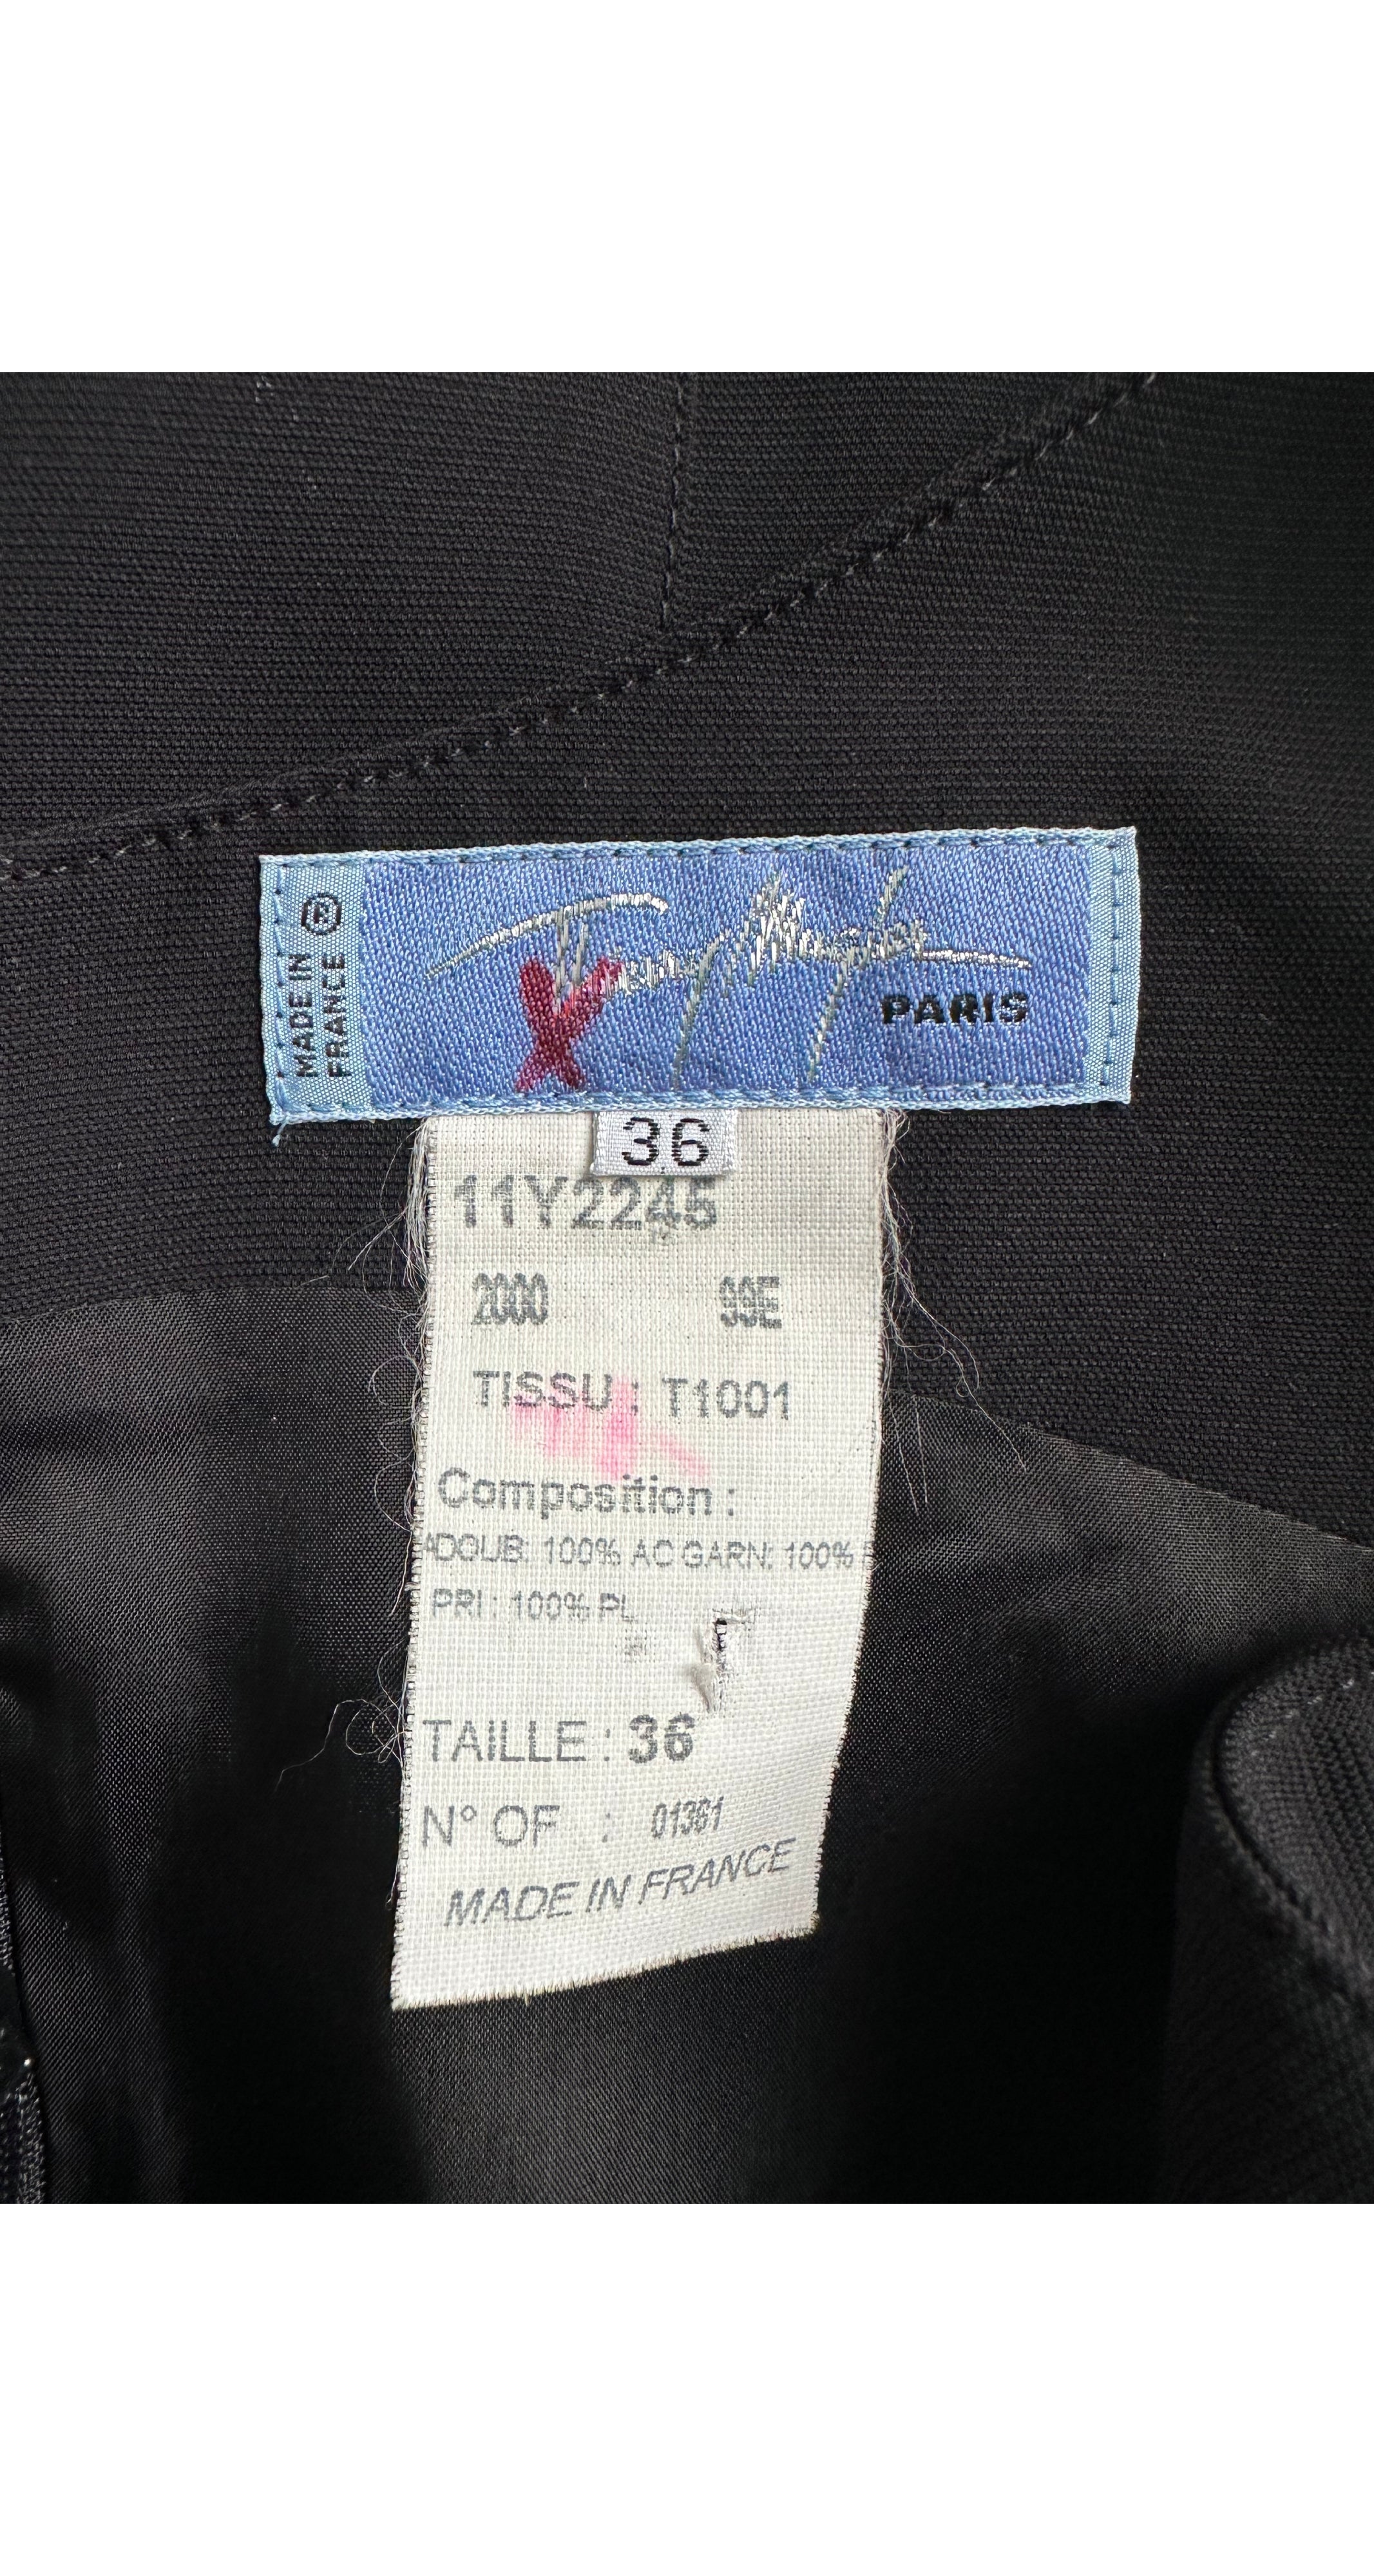 MADE IN
FRANCE ®
Thierry Mugler
PARIS
36
11Y2245
2000 99E
TISSU : T1001
Composition :
ADOUB: 100% AC GARN: 100%
PRI : 100% PL
TAILLE : 36
N° OF : 01361
MADE IN FRANCE